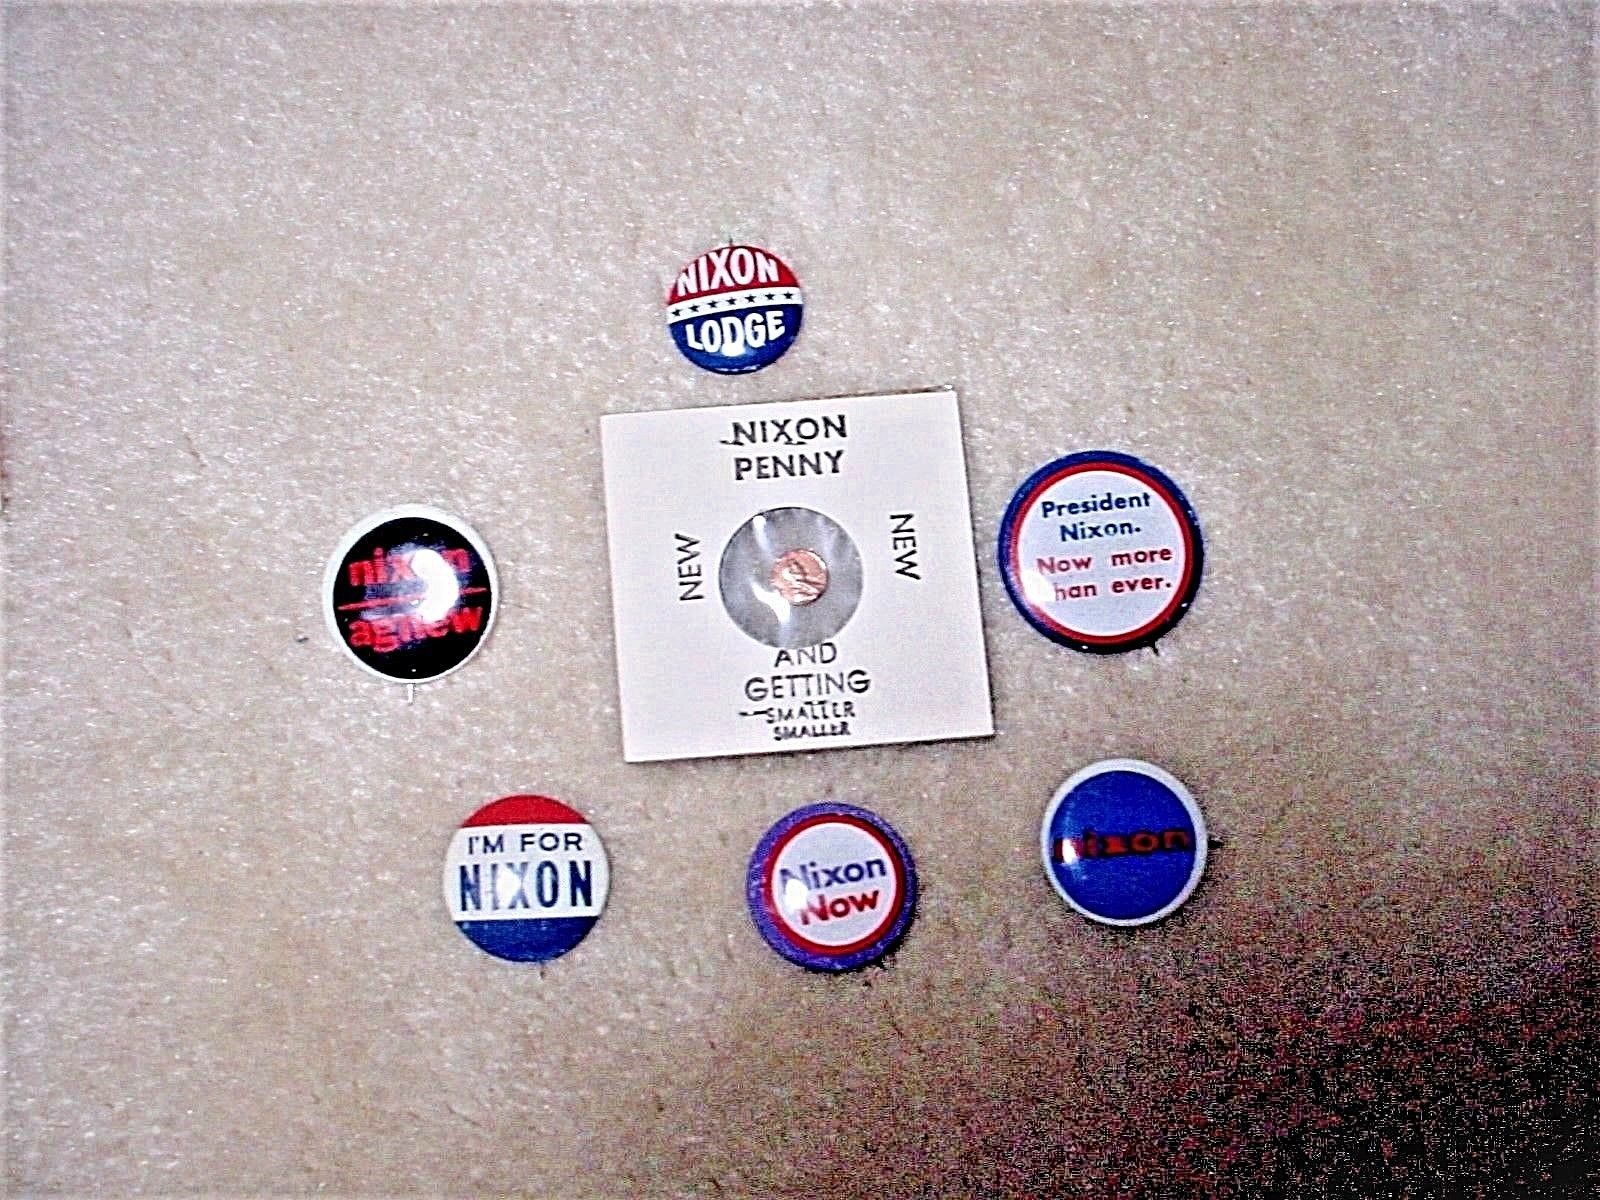 NIXON
LODGE
NIXON
PENNY
NEW
NEW
AND
GETTING
SMALLER
SMALLER
nixon
agnew
President
Nixon.
Now more
than ever.
I'M FOR
NIXON
Nixon
Now
nixon